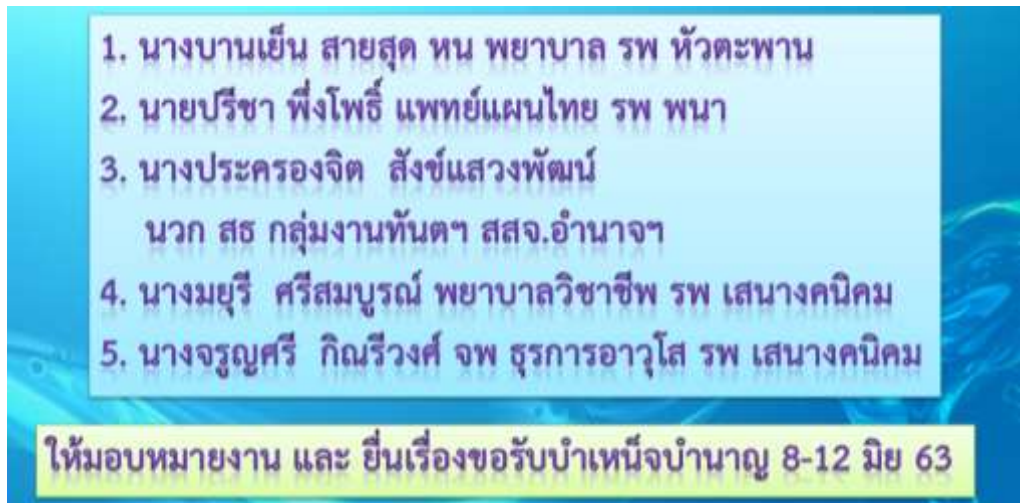 1. นางบานเย็น สายสุด หน พยาบาล รพ หัวตะพาน
2. นายปรีชา พึ่งโพธิ์ แพทย์แผนไทย รพ พนา
3. นางประครองจิต สังข์แสวงพัฒน์
นวก สธ กลุ่มงานทันตฯ สสจ.อำนาจฯ
4. นางมยุรี ศรีสมบูรณ์ พยาบาลวิชาชีพ รพ เสนางคนิคม
5. นางจรูญศรี กิณรีวงศ์ จพ ธุรการอาวุโส รพ เสนางคนิคม
ให้มอบหมายงาน และ ยื่นเรื่องขอรับบำเหน็จบำนาญ 8-12 มิย 63